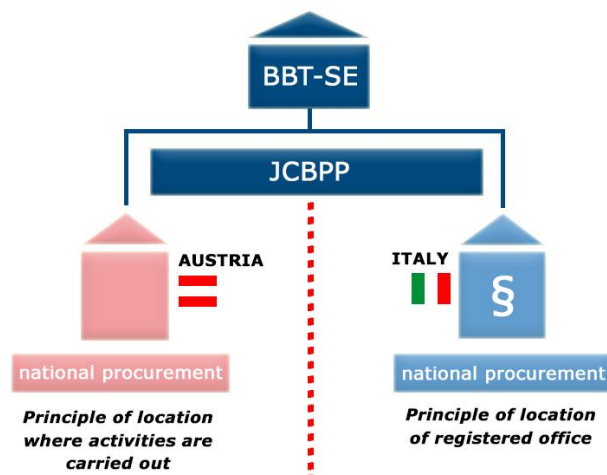 BBT-SE
JCBPP
AUSTRIA
ITALY
§
national procurement
national procurement
Principle of location
where activities are
carried out
Principle of location
of registered office